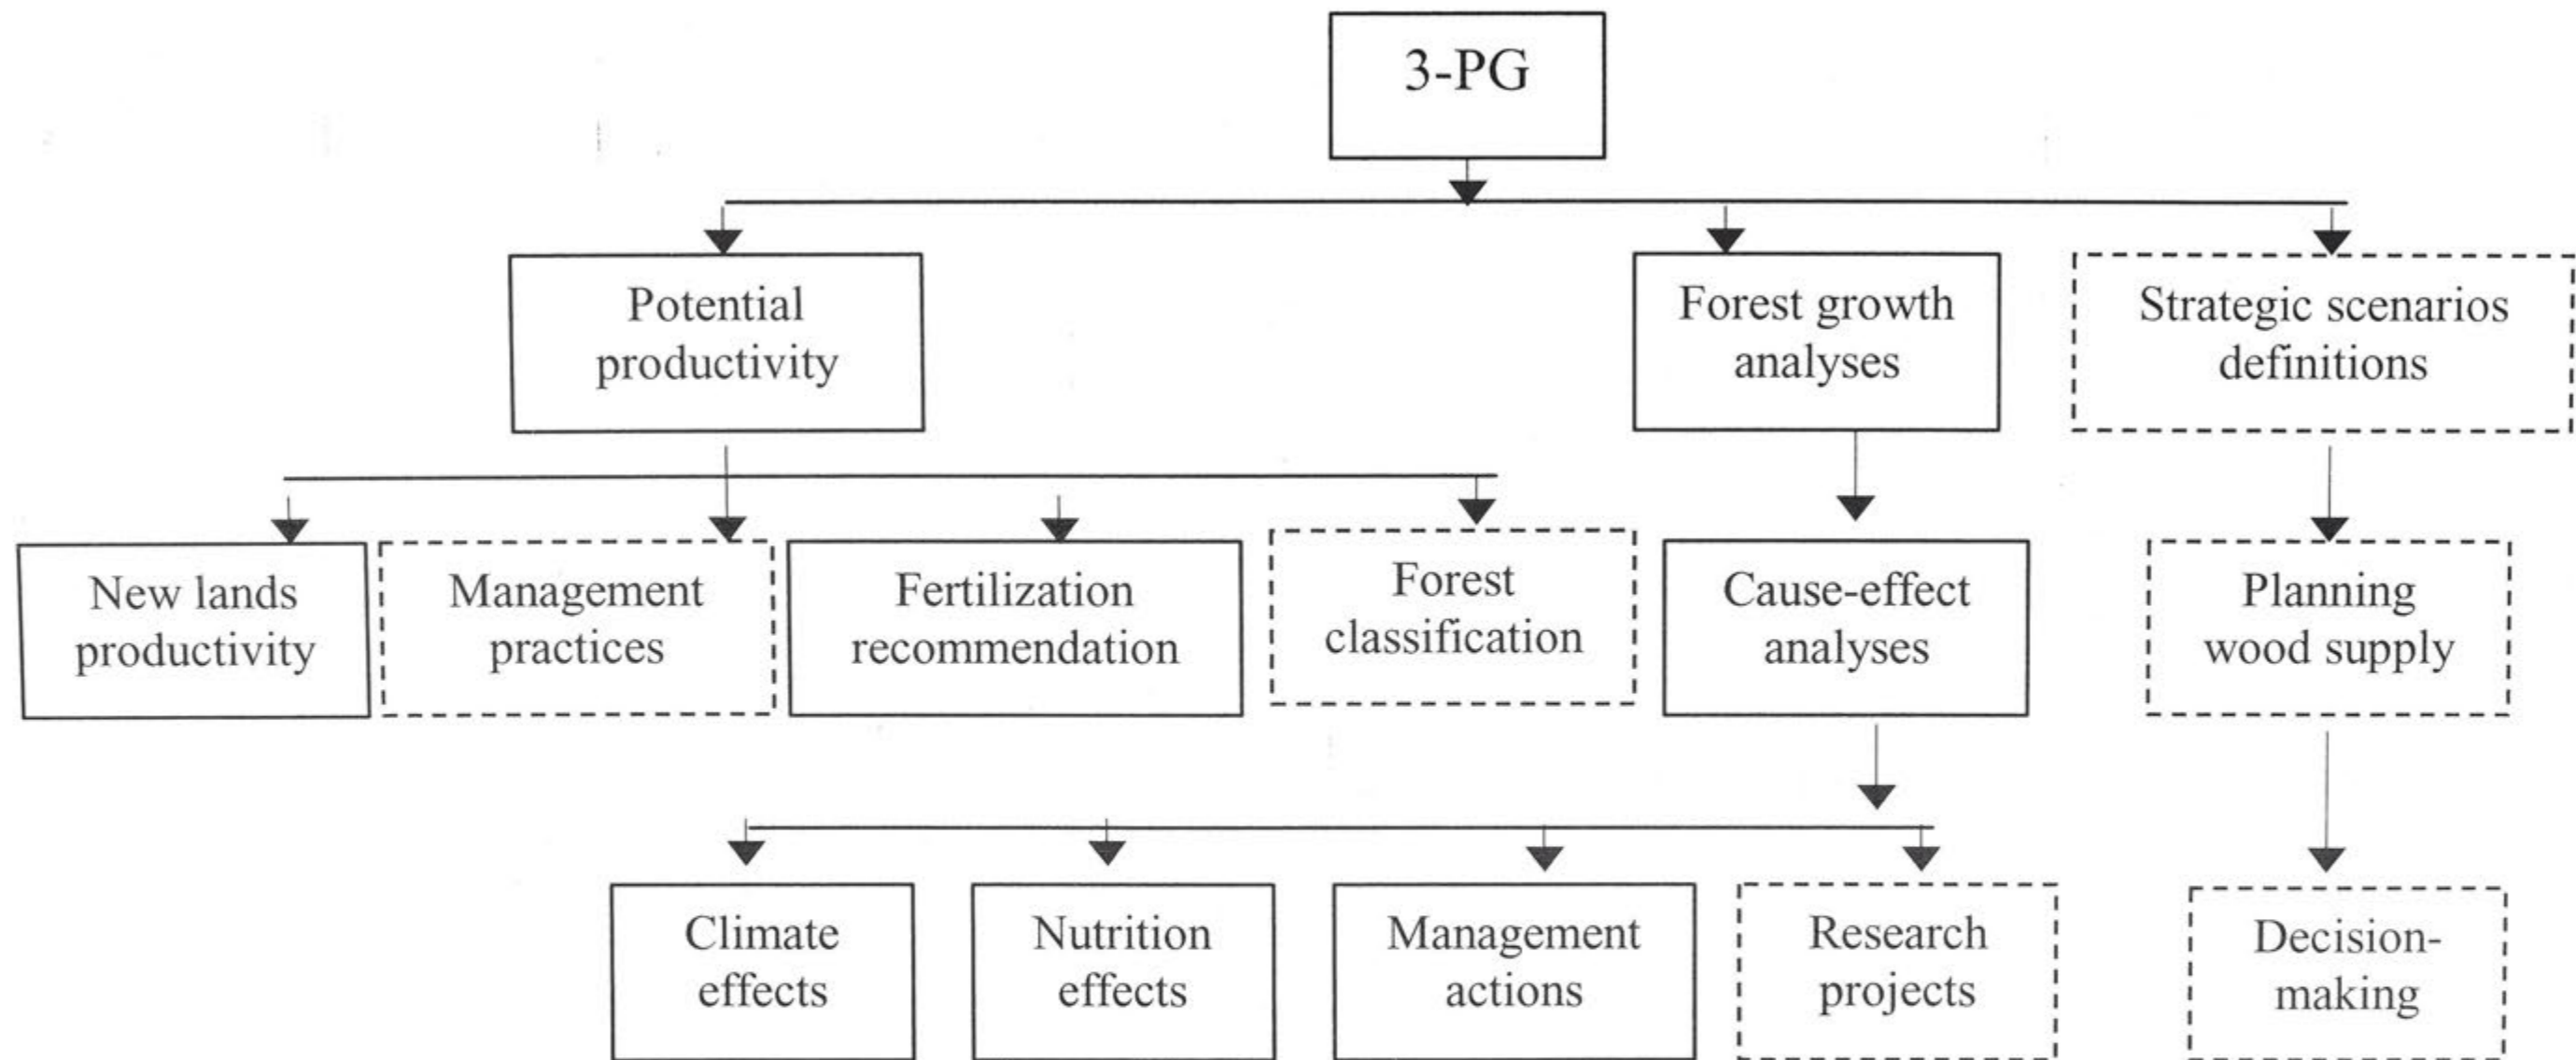 3-PG
Potential
productivity
Forest growth
analyses
Strategic scenarios
definitions
New lands
productivity
Management
practices
Fertilization
recommendation
Forest
classification
Cause-effect
analyses
Planning
wood supply
Climate
effects
Nutrition
effects
Management
actions
Research
projects
Decision-
making